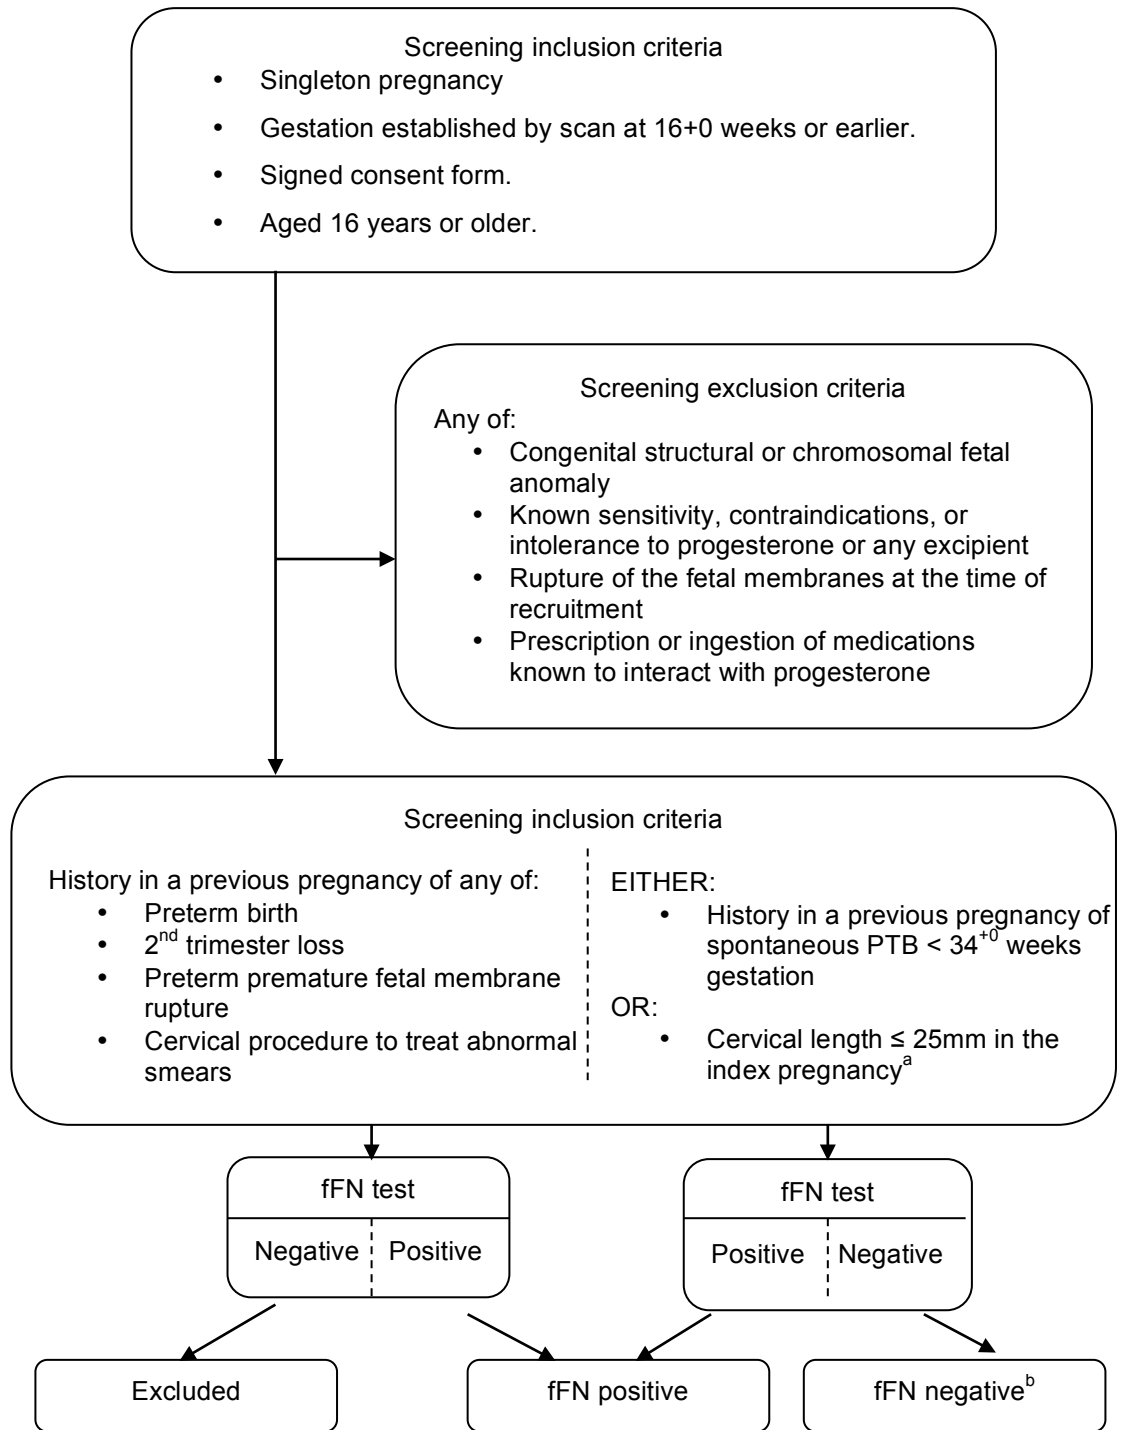 Screening inclusion criteria
• Singleton pregnancy
• Gestation established by scan at 16+0 weeks or earlier.
• Signed consent form.
• Aged 16 years or older.
Screening exclusion criteria
Any of:
• Congenital structural or chromosomal fetal
anomaly
• Known sensitivity, contraindications, or
intolerance to progesterone or any excipient
• Rupture of the fetal membranes at the time of
recruitment
• Prescription or ingestion of medications
known to interact with progesterone
Screening inclusion criteria
History in a previous pregnancy of any of:
• Preterm birth
• 2nd trimester loss
• Preterm premature fetal membrane
rupture
• Cervical procedure to treat abnormal
smears
EITHER:
• History in a previous pregnancy of
spontaneous PTB < 34+0 weeks
gestation
OR:
• Cervical length ≤ 25mm in the
index pregnancya
fFN test
Negative Positive
fFN test
Positive Negative
Excluded
fFN positive
fFN negativeb